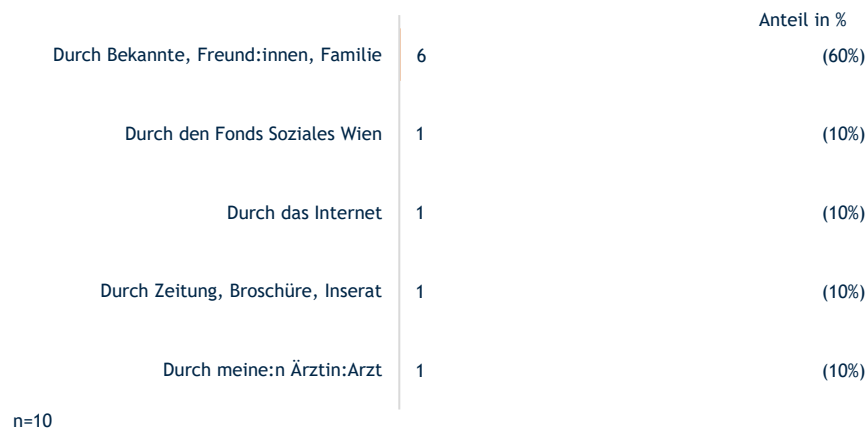 Anteil in %
Durch Bekannte, Freund:innen, Familie 6 (60%)
Durch den Fonds Soziales Wien 1 (10%)
Durch das Internet 1 (10%)
Durch Zeitung, Broschüre, Inserat 1 (10%)
Durch meine:n Ärztin:Arzt 1 (10%)
n=10